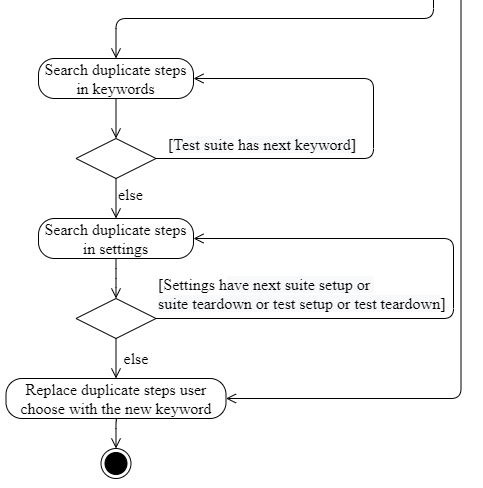 Search duplicate steps
in keywords
[Test suite has next keyword]
else
Search duplicate steps
in settings
[Settings have next suite setup or
suite teardown or test setup or test teardown]
else
Replace duplicate steps user
choose with the new keyword